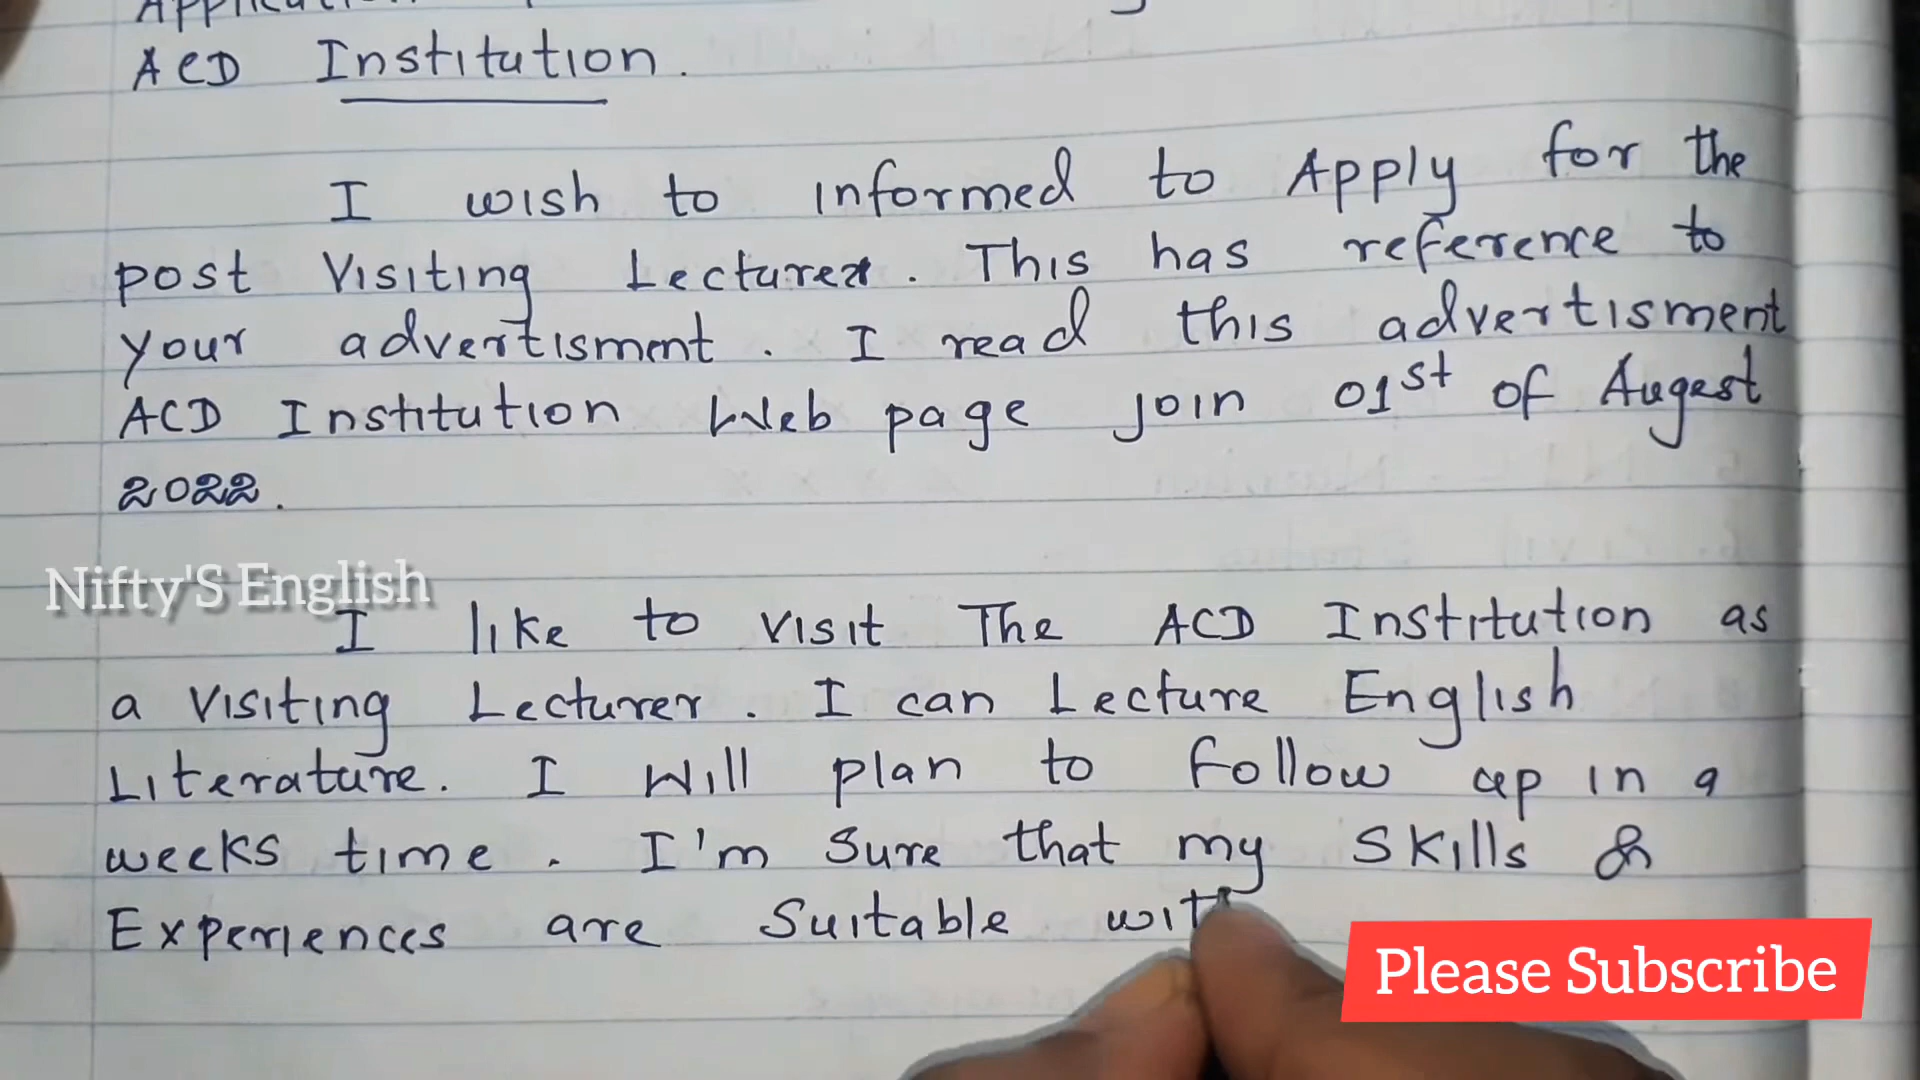 Application
ACD Institution.
I wish to informed to Apply for the
post Visiting Lecturer. This has reference to
your advertisment. I read this advertisment
ACD Institution Web page join 01st of Augest
2022.
Nifty'S English
I like to visit The ACD Institution as
a Visiting Lecturer. I can Lecture English
Literature. I Will plan to follow up in a
weeks time. I'm Sure that my Skills &
Experiences are Suitable wit
Please Subscribe